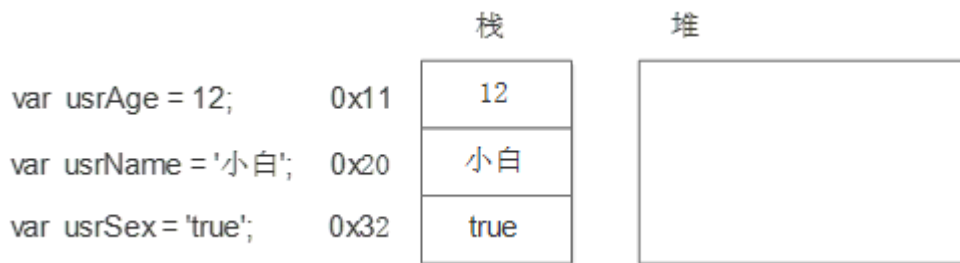 栈 堆
var usrAge = 12; 0x11 12
var usrName = '小白'; 0x20 小白
var usrSex = 'true'; 0x32 true